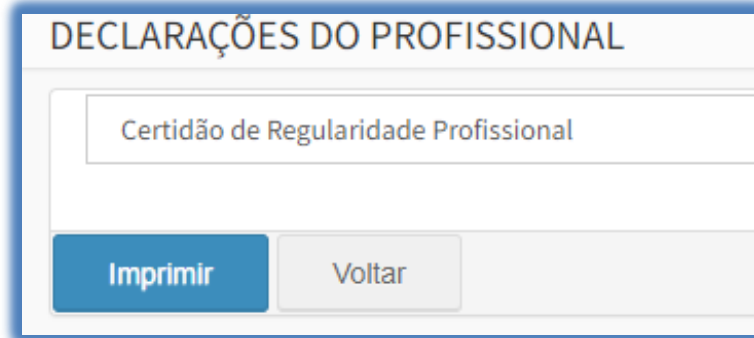 DECLARAÇÕES DO PROFISSIONAL
Certidão de Regularidade Profissional
Imprimir Voltar